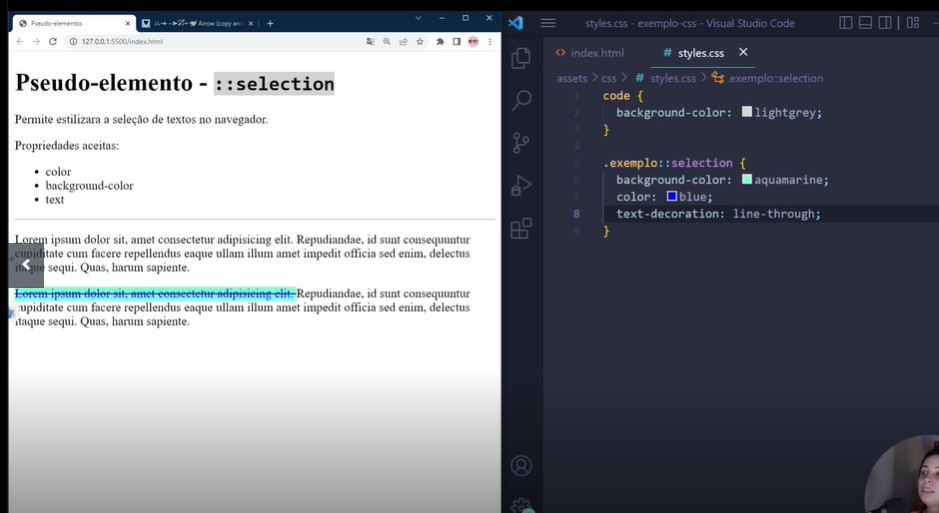 Pseudo-elementos
Arrow (copy and
127.0.0.1:5500/index.html
Pseudo-elemento - ::selection
Permite estilizara a seleção de textos no navegador.
Propriedades aceitas:
color
background-color
text
Lorem ipsum dolor sit, amet consectetur adipisicing elit. Repudiandae, id sunt consequuntur
cupiditate cum facere repellendus eaque ullam illum amet impedit officia sed enim, delectus
itaque sequi. Quas, harum sapiente.
Lorem ipsum dolor sit, amet consectetur adipisicing elit. Repudiandae, id sunt consequuntur
cupiditate cum facere repellendus eaque ullam illum amet impedit officia sed enim, delectus
itaque sequi. Quas, harum sapiente.
styles.css - exemplo-css - Visual Studio Code
index.html
# styles.css
assets > css > # styles.css > .exemplo::selection
1 code {
2 background-color: lightgrey;
3 }
4
5 .exemplo::selection {
6 background-color: aquamarine;
7 color: blue;
8 text-decoration: line-through;
9 }